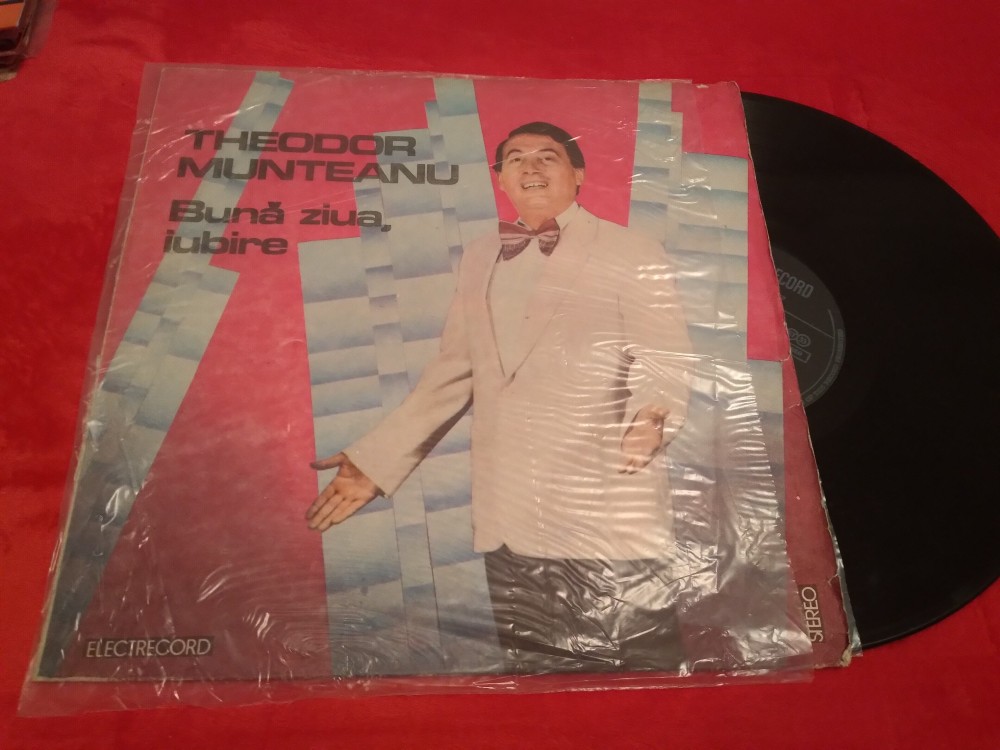 THEODOR
MUNTEANU
Bună ziua,
iubire
ELECTRECORD
STEREO
ECORD